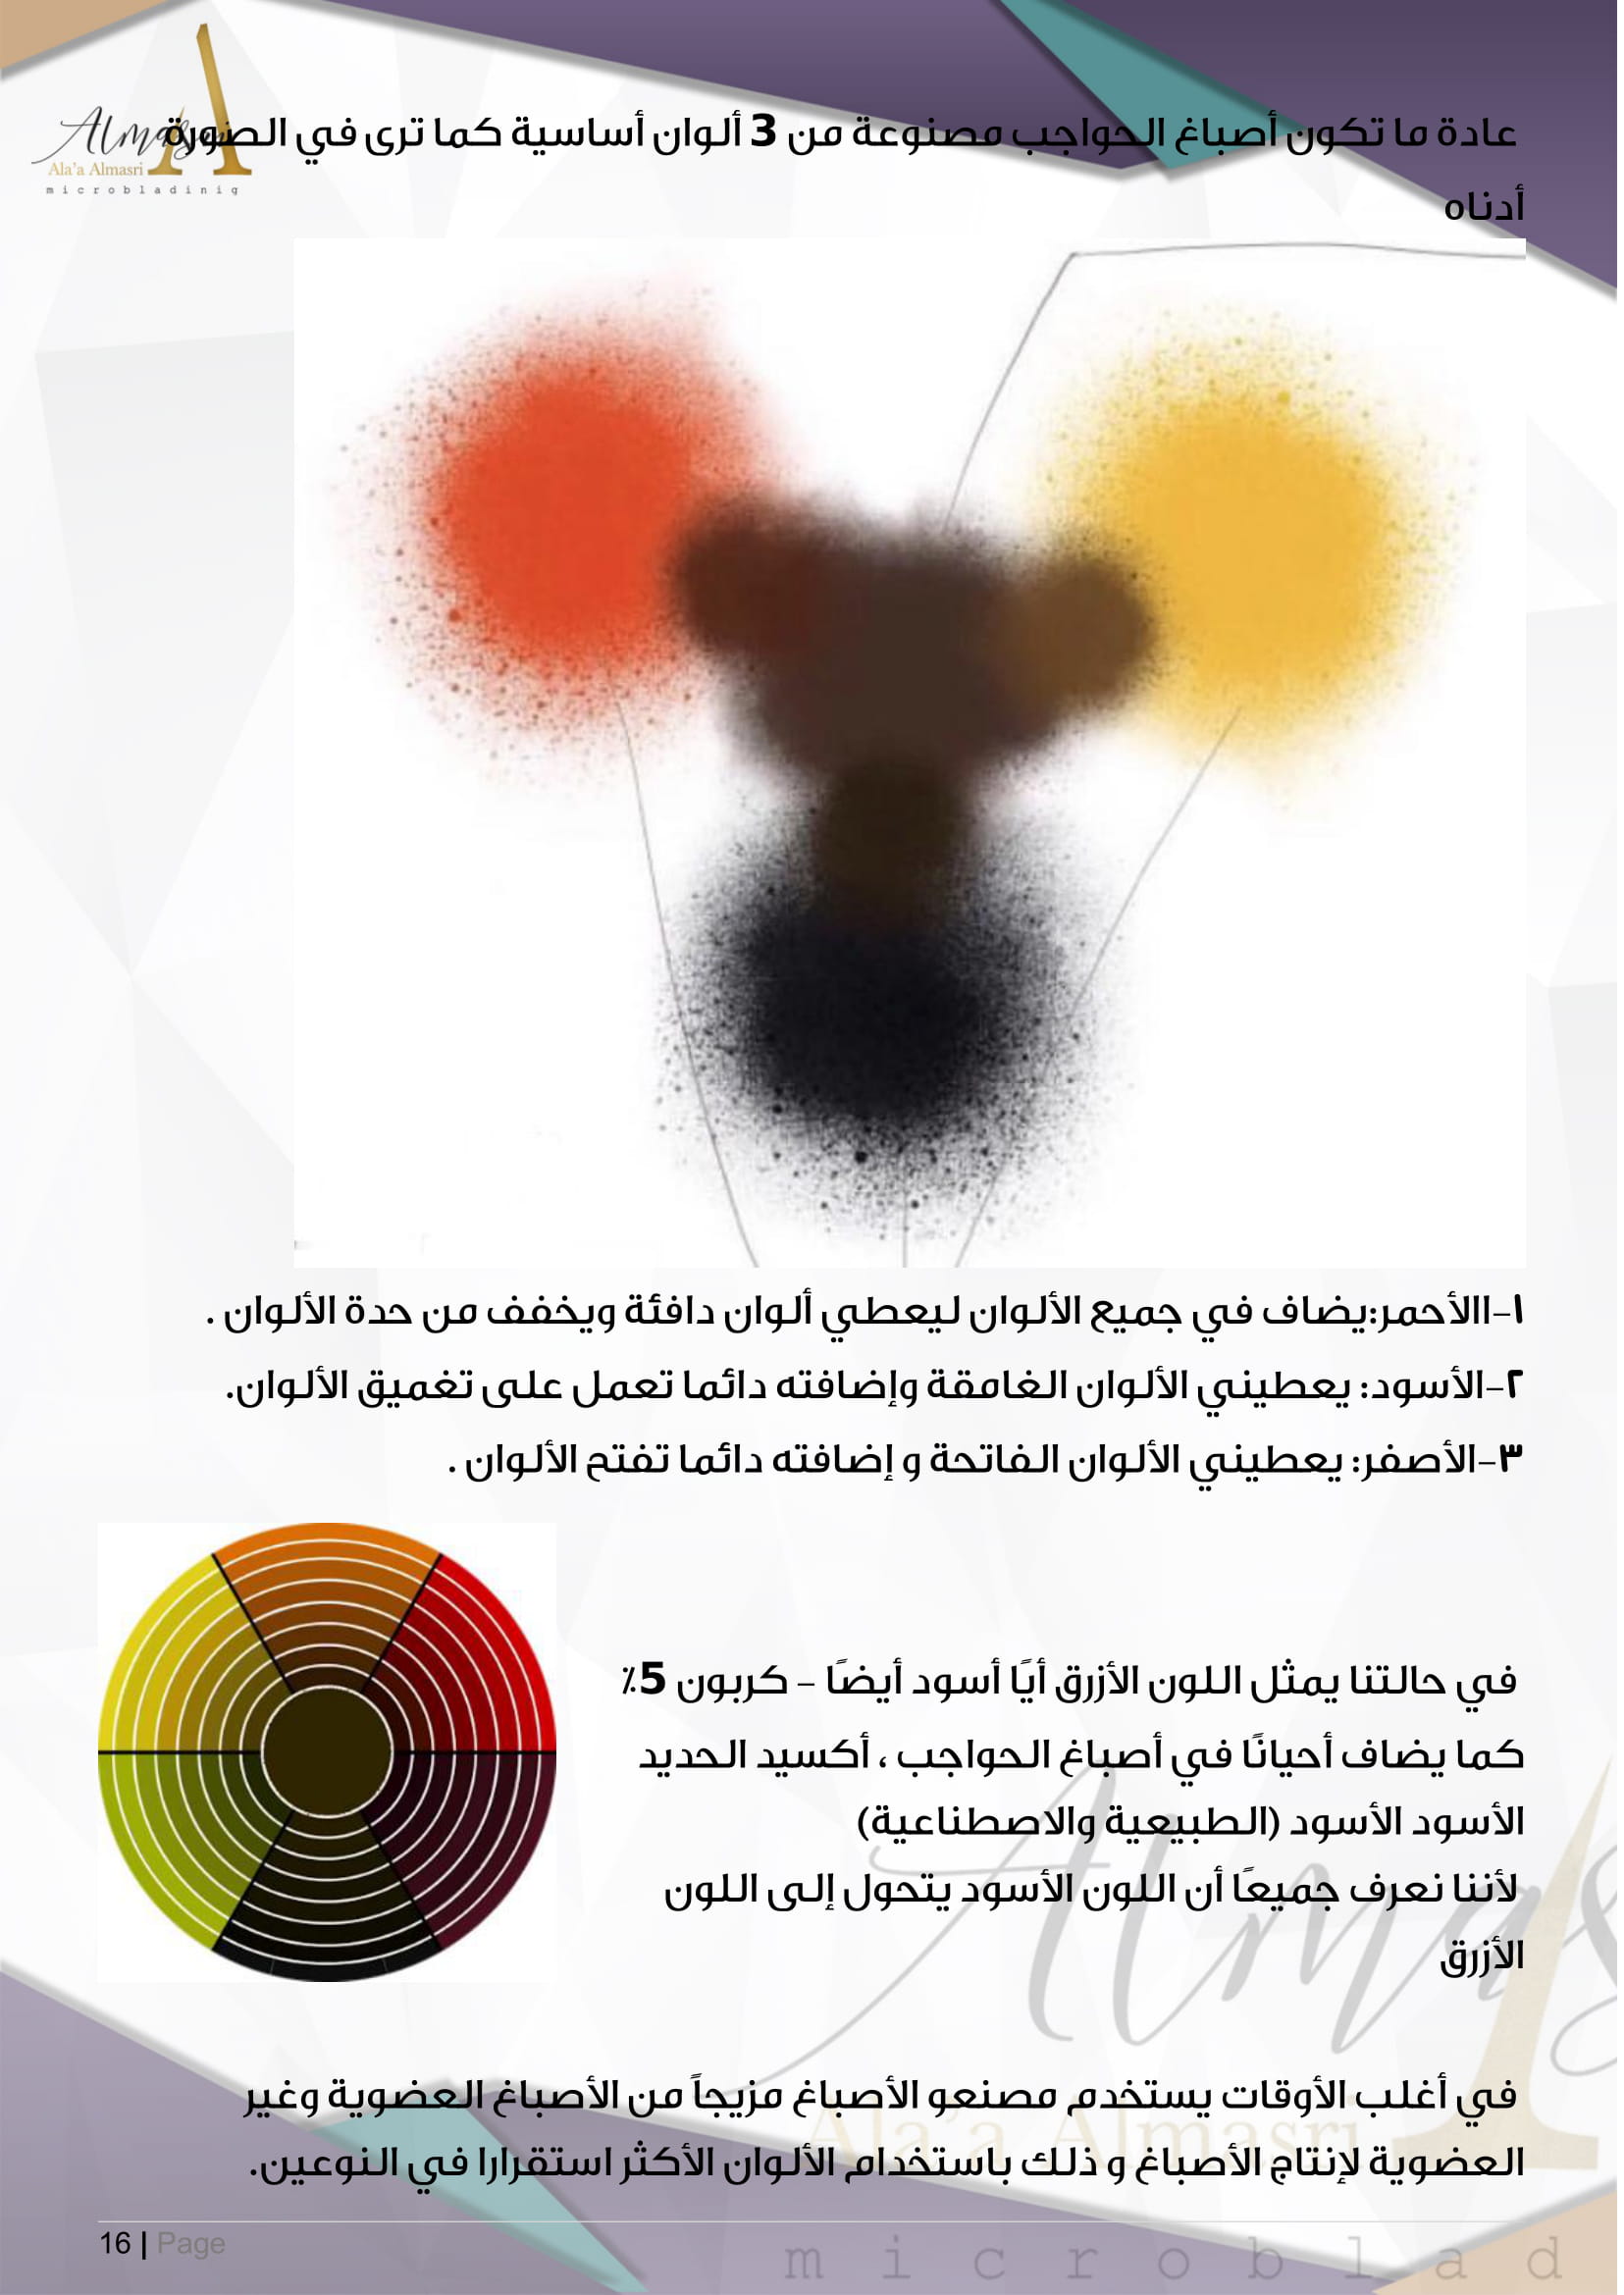 Almasri
Ala'a Almasri
microbladinig
عادة ما تكون أصباغ الحواجب مصنوعة من 3 ألوان أساسية كما ترى في الصورة
أدناه
١-االأحمر:يضاف في جميع الألوان ليعطي ألوان دافئة ويخفف من حدة الألوان .
٢-الأسود: يعطيني الألوان الغامقة وإضافته دائما تعمل على تغميق الألوان.
٣-الأصفر: يعطيني الألوان الفاتحة و إضافته دائما تفتح الألوان .
في حالتنا يمثل اللون الأزرق أيًا أسود أيضًا – كربون 5٪
كما يضاف أحيانًا في أصباغ الحواجب ، أكسيد الحديد
الأسود الأسود (الطبيعية والاصطناعية)
لأننا نعرف جميعًا أن اللون الأسود يتحول إلى اللون
الأزرق
في أغلب الأوقات يستخدم مصنعو الأصباغ مزيجاً من الأصباغ العضوية وغير
العضوية لإنتاج الأصباغ و ذلك باستخدام الألوان الأكثر استقرارا في النوعين.
Almas
Ala'a Almasri
16 | Page
microblad